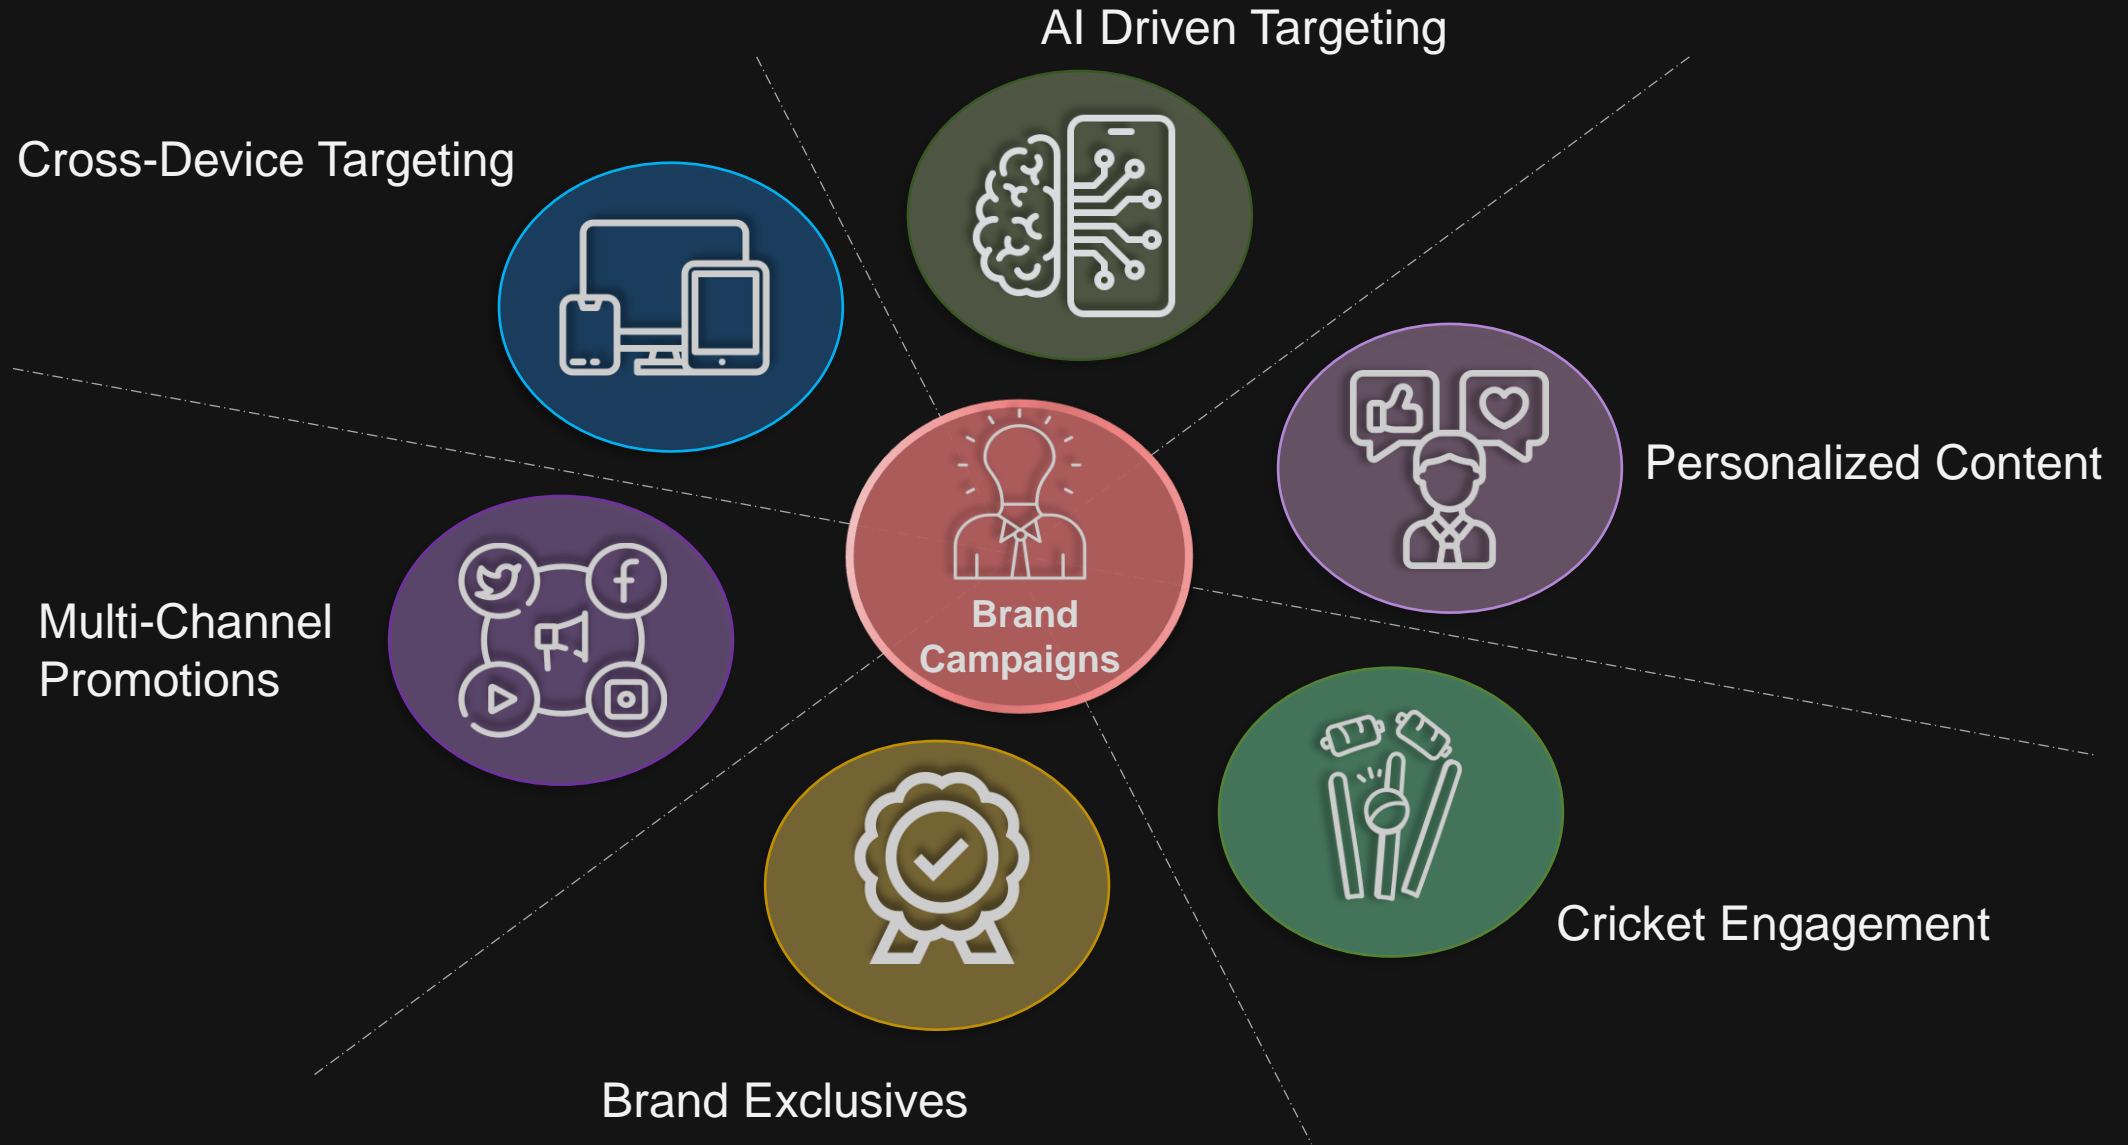 AI Driven Targeting
Cross-Device Targeting
Personalized Content
Brand
Campaigns
Multi-Channel
Promotions
Cricket Engagement
Brand Exclusives